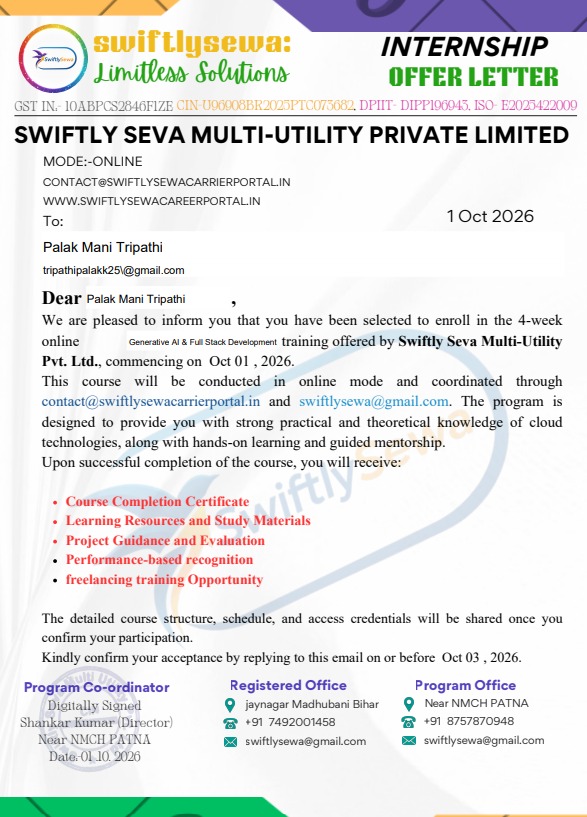 SwiftlySewa
swiftlysewa:
Limitless Solutions
INTERNSHIP
OFFER LETTER
GST IN.- 10ABPCS2846F1ZE CIN-U96908BR2025PTC075682, DPIIT- DIPP196945, ISO- E2025422009
SWIFTLY SEVA MULTI-UTILITY PRIVATE LIMITED
MODE:-ONLINE
CONTACT@SWIFTLYSEWACARRIERPORTAL.IN
WWW.SWIFTLYSEWACAREERPORTAL.IN
To:
1 Oct 2026
Palak Mani Tripathi
tripathipalakk25\@gmail.com
Dear Palak Mani Tripathi ,
We are pleased to inform you that you have been selected to enroll in the 4-week
online Generative AI & Full Stack Development training offered by Swiftly Seva Multi-Utility
Pvt. Ltd., commencing on Oct 01 , 2026.
This course will be conducted in online mode and coordinated through
contact@swiftlysewacarrierportal.in and swiftlysewa@gmail.com. The program is
designed to provide you with strong practical and theoretical knowledge of cloud
technologies, along with hands-on learning and guided mentorship.
Upon successful completion of the course, you will receive:
SwiftlySewa
• Course Completion Certificate
• Learning Resources and Study Materials
• Project Guidance and Evaluation
• Performance-based recognition
• freelancing training Opportunity
The detailed course structure, schedule, and access credentials will be shared once you
confirm your participation.
Kindly confirm your acceptance by replying to this email on or before Oct 03 , 2026.
Program Co-ordinator
Digitally Signed
Shankar Kumar (Director)
Near NMCH PATNA
Date:-01 .10. 2026
Registered Office
jaynagar Madhubani Bihar
+91 7492001458
swiftlysewa@gmail.com
Program Office
Near NMCH PATNA
+91 8757870948
swiftlysewa@gmail.com